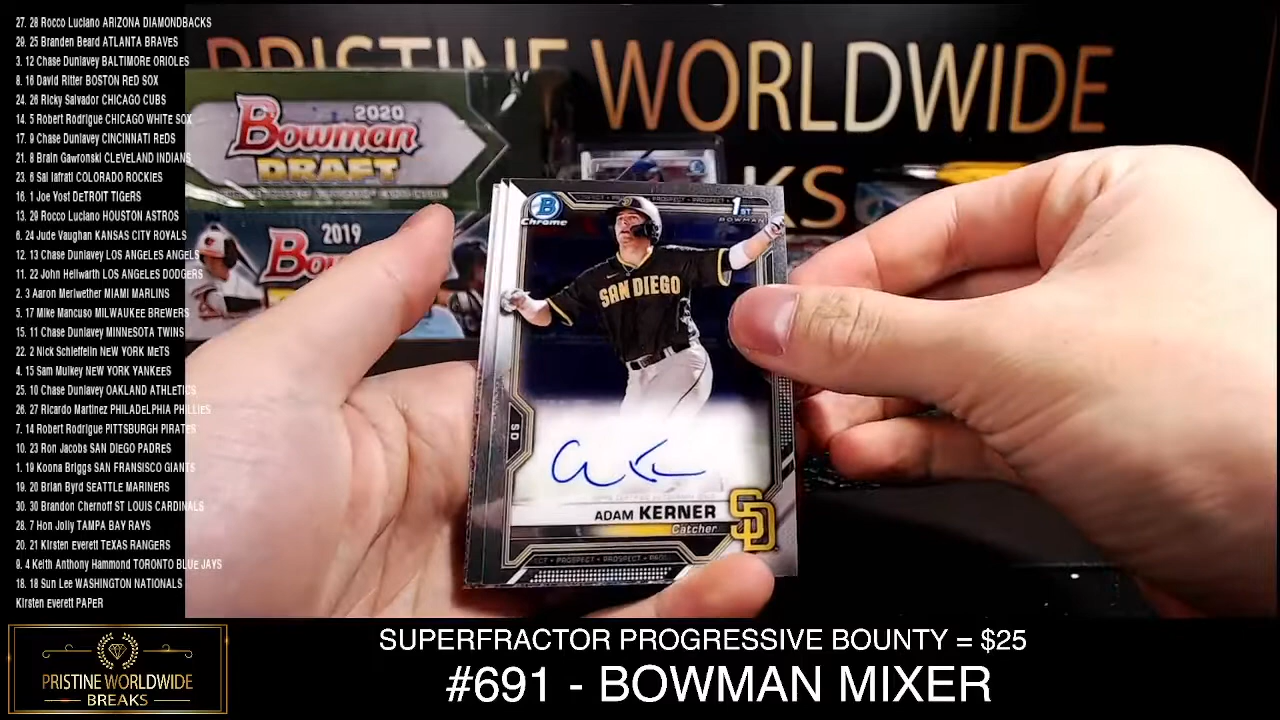 27. 28 Rocco Luciano ARIZONA DIAMONDBACKS
29. 25 Branden Beard ATLANTA BRAVES
3. 12 Chase Dunlavey BALTIMORE ORIOLES
8. 16 David Ritter BOSTON RED SOX
24. 26 Ricky Salvador CHICAGO CUBS
14. 5 Robert Rodrigue CHICAGO WHITE SOX
17. 9 Chase Dunlavey CINCINNATI REDS
21. 8 Brain Gawronski CLEVELAND INDIANS
23. 6 Sal Iafrati COLORADO ROCKIES
16. 1 Joe Yost DETROIT TIGERS
13. 29 Rocco Luciano HOUSTON ASTROS
6. 24 Jude Vaughan KANSAS CITY ROYALS
12. 13 Chase Dunlavey LOS ANGELES ANGELS
11. 22 John Hellwarth LOS ANGELES DODGERS
2. 3 Aaron Meriwether MIAMI MARLINS
5. 17 Mike Mancuso MILWAUKEE BREWERS
15. 11 Chase Dunlavey MINNESOTA TWINS
22. 2 Nick Schieffelin NEW YORK METS
4. 15 Sam Mulkey NEW YORK YANKEES
25. 10 Chase Dunlavey OAKLAND ATHLETICS
26. 27 Ricardo Martinez PHILADELPHIA PHILLIES
7. 14 Robert Rodrigue PITTSBURGH PIRATES
10. 23 Ron Jacobs SAN DIEGO PADRES
1. 19 Koona Briggs SAN FRANSISCO GIANTS
19. 20 Brian Byrd SEATTLE MARINERS
30. 30 Brandon Chernoff ST LOUIS CARDINALS
28. 7 Hon Jolly TAMPA BAY RAYS
20. 21 Kirsten Everett TEXAS RANGERS
9. 4 Keith Anthony Hammond TORONTO BLUE JAYS
18. 18 Sun Lee WASHINGTON NATIONALS
Kirsten Everett PAPER
PRISTINE WORLDWIDE
KS
2020
Bowman
DRAFT
2019
Bo
B
Chrome
1ST
BOWMAN
PROSPECT
SAN DIEGO
SD
ADAM KERNER
Catcher
SD
PROSPECT • PROSPECT
PRISTINE WORLDWIDE
BREAKS
SUPERFRACTOR PROGRESSIVE BOUNTY = $25
#691 - BOWMAN MIXER